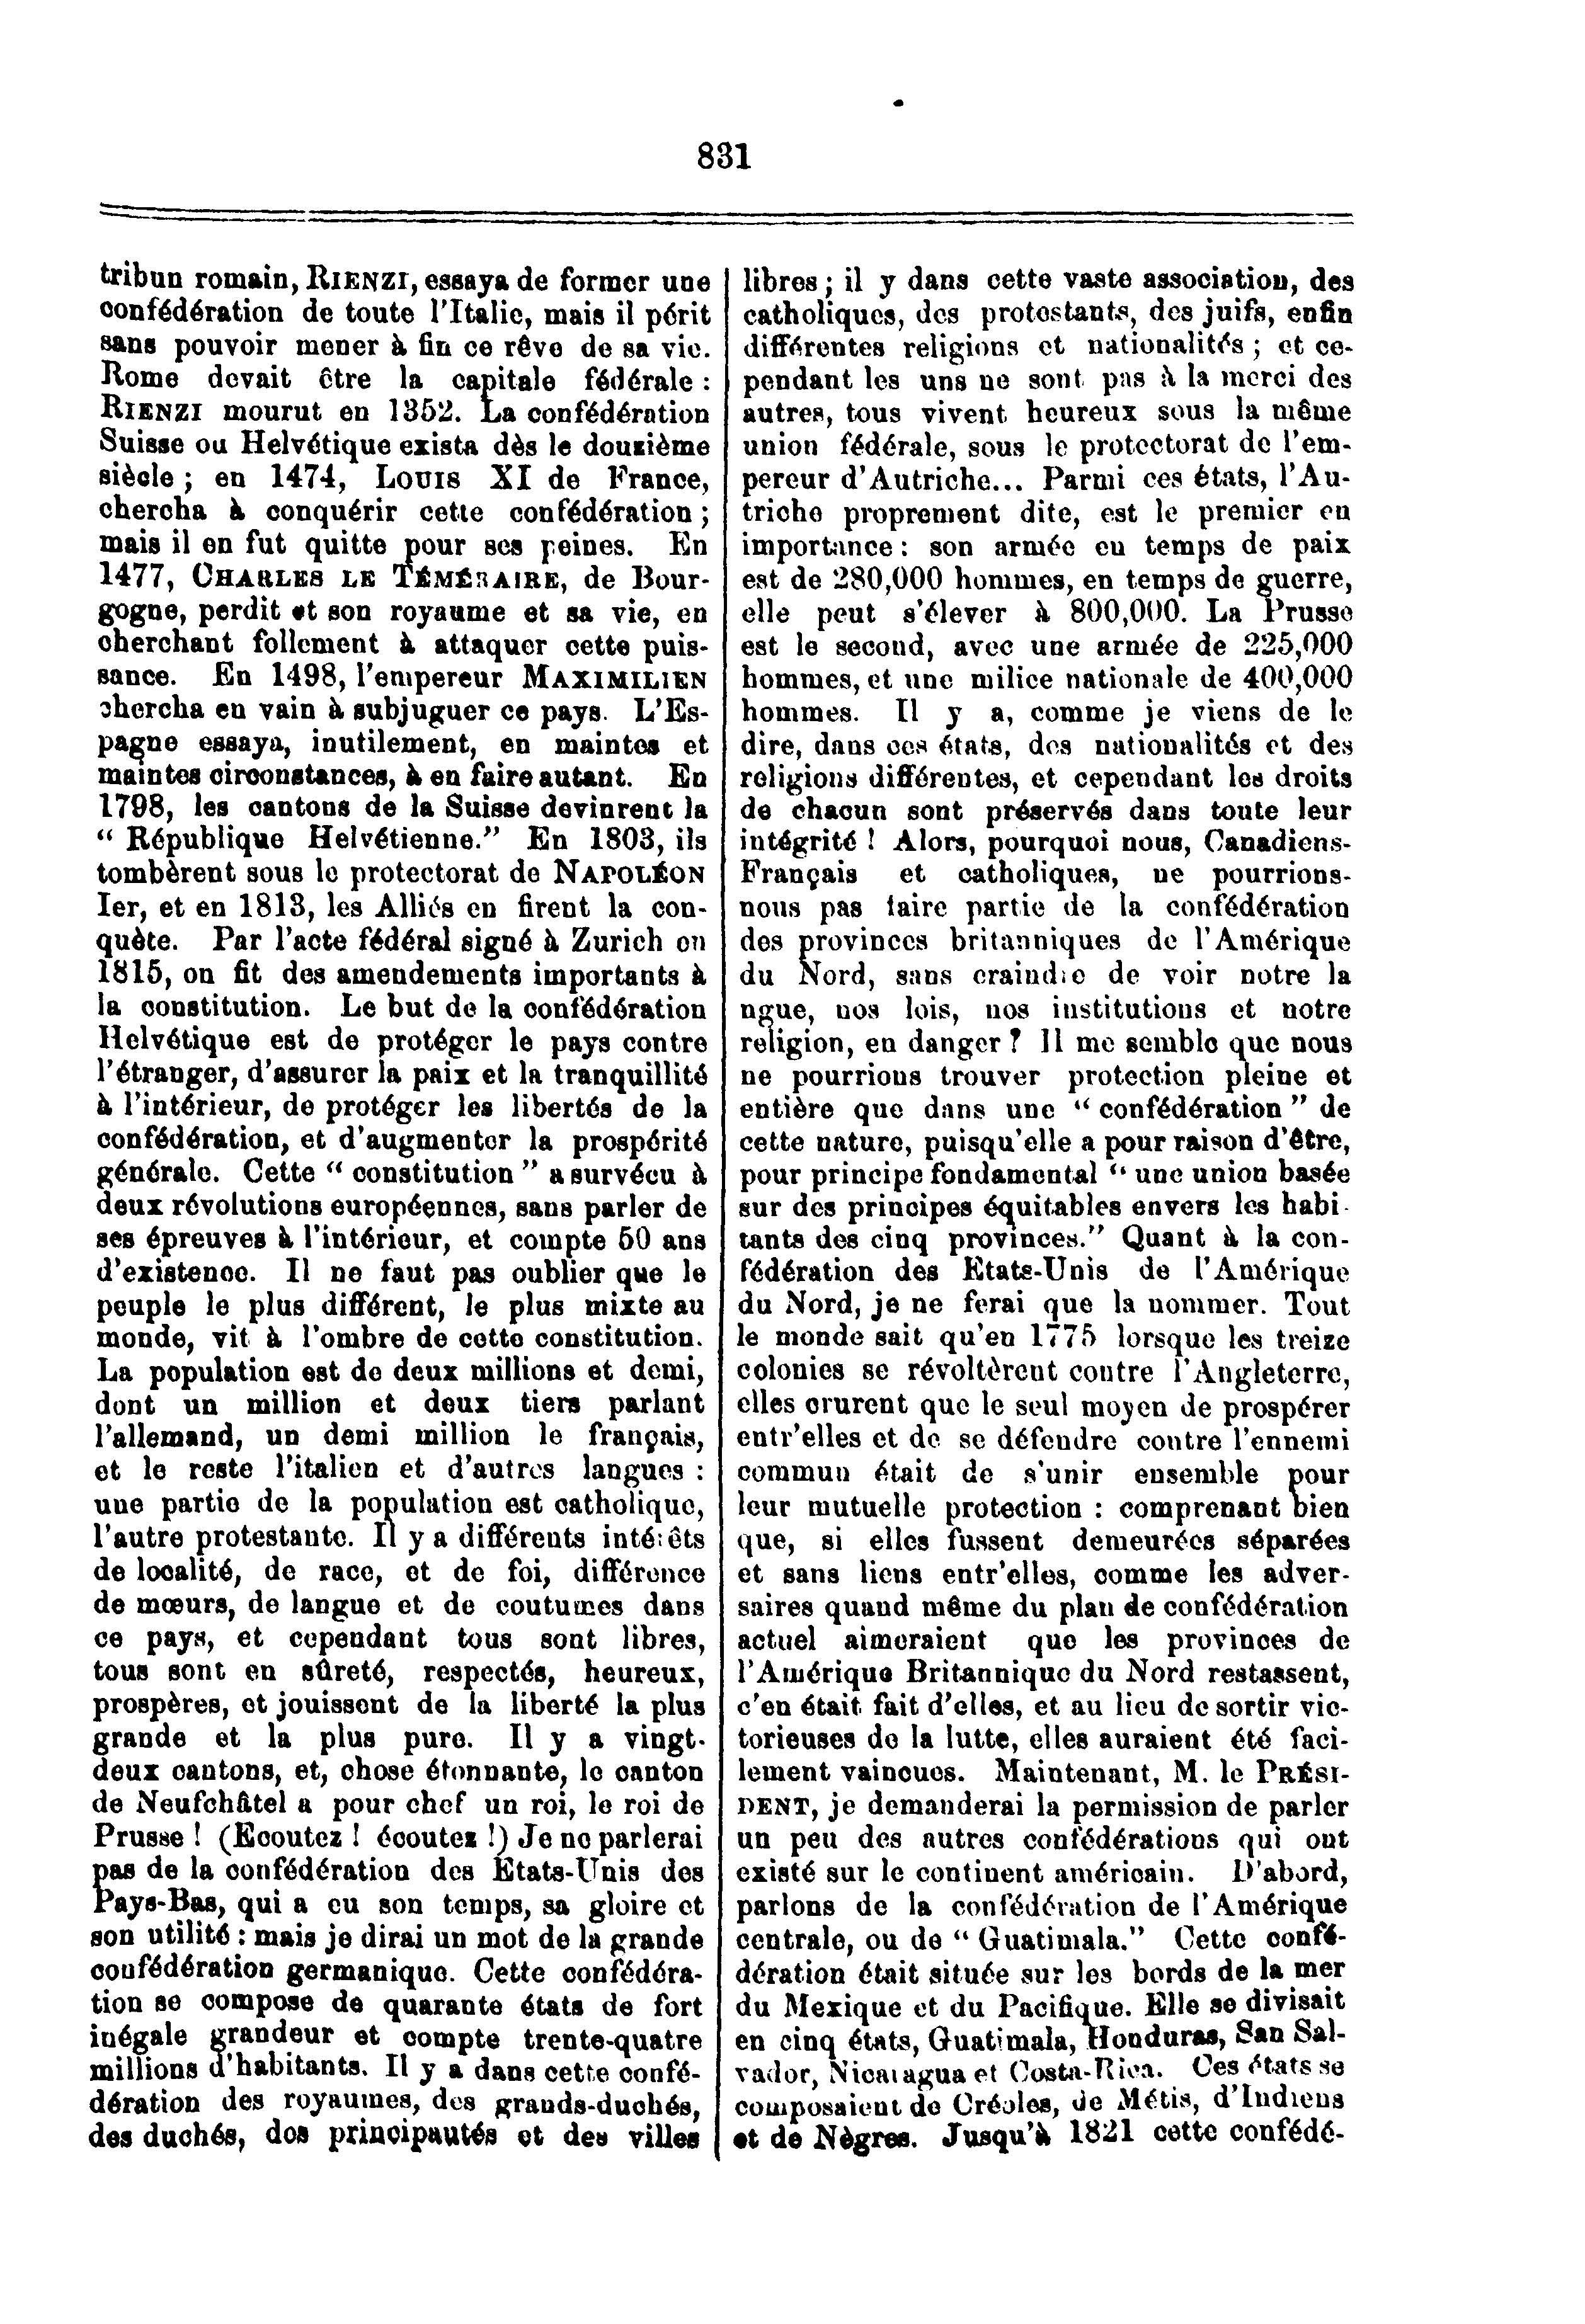 831
tribun romain, RIENZI, essaya de former une
confédération de toute l'Italie, mais il périt
sans pouvoir mener à fin ce rêve de sa vie.
Rome devait être la capitale fédérale :
RIENZI mourut en 1352. La confédération
Suisse ou Helvétique exista dès le douzième
siècle ; en 1474, LOUIS XI de France,
chercha à conquérir cette confédération ;
mais il en fut quitte pour ses peines. En
1477, CHARLES LE TÉMÉRAIRE, de Bour-
gogne, perdit et son royaume et sa vie, en
cherchant follement à attaquer cette puis-
sance. En 1498, l'empereur MAXIMILIEN
chercha en vain à subjuguer ce pays. L'Es-
pagne essaya, inutilement, en maintes et
maintes circonstances, à en faire autant. En
1798, les cantons de la Suisse devinrent la
“ République Helvétienne.” En 1803, ils
tombèrent sous le protectorat de NAPOLÉON
Ier, et en 1813, les Alliés en firent la con-
quête. Par l'acte fédéral signé à Zurich en
1815, on fit des amendements importants à
la constitution. Le but de la confédération
Helvétique est de protéger le pays contre
l'étranger, d'assurer la paix et la tranquillité
à l'intérieur, de protéger les libertés de la
confédération, et d'augmenter la prospérité
générale. Cette “ constitution ” a survécu à
deux révolutions européennes, sans parler de
ses épreuves à l'intérieur, et compte 50 ans
d'existence. Il ne faut pas oublier que le
peuple le plus différent, le plus mixte au
monde, vit à l'ombre de cette constitution.
La population est de deux millions et demi,
dont un million et deux tiers parlant
l'allemand, un demi million le français,
et le reste l'italien et d'autres langues :
une partie de la population est catholique,
l'autre protestante. Il y a différents intérêts
de localité, de race, et de foi, différence
de mœurs, de langue et de coutumes dans
ce pays, et cependant tous sont libres,
tous sont en sûreté, respectés, heureux,
prospères, et jouissent de la liberté la plus
grande et la plus pure. Il y a vingt-
deux cantons, et, chose étonnante, le canton
de Neufchâtel a pour chef un roi, le roi de
Prusse ! (Ecoutez ! écoutez !) Je ne parlerai
pas de la confédération des Etats-Unis des
Pays-Bas, qui a eu son temps, sa gloire et
son utilité : mais je dirai un mot de la grande
confédération germanique. Cette confédéra-
tion se compose de quarante états de fort
inégale grandeur et compte trente-quatre
millions d'habitants. Il y a dans cette confé-
dération des royaumes, des grands-duchés,
des duchés, des principautés et des villes
libres ; il y dans cette vaste association, des
catholiques, des protestants, des juifs, enfin
différentes religions et nationalités ; et ce-
pendant les uns ne sont pas à la merci des
autres, tous vivent heureux sous la même
union fédérale, sous le protectorat de l'em-
pereur d'Autriche... Parmi ces états, l'Au-
triche proprement dite, est le premier en
importance : son armée en temps de paix
est de 280,000 hommes, en temps de guerre,
elle peut s'élever à 800,000. La Prusse
est le second, avec une armée de 225,000
hommes, et une milice nationale de 400,000
hommes. Il y a, comme je viens de le
dire, dans ces états, des nationalités et des
religions différentes, et cependant les droits
de chacun sont préservés dans toute leur
intégrité ! Alors, pourquoi nous, Canadiens-
Français et catholiques, ne pourrions-
nous pas faire partie de la confédération
des provinces britanniques de l'Amérique
du Nord, sans craindre de voir notre la
ngue, nos lois, nos institutions et notre
religion, en danger ? Il me semble que nous
ne pourrions trouver protection pleine et
entière que dans une “ confédération ” de
cette nature, puisqu'elle a pour raison d'être,
pour principe fondamental “ une union basée
sur des principes équitables envers les habi-
tants des cinq provinces.” Quant à la con-
fédération des Etats-Unis de l'Amérique
du Nord, je ne ferai que la nommer. Tout
le monde sait qu'en 1775 lorsque les treize
colonies se révoltèrent contre l'Angleterre,
elles crurent que le seul moyen de prospérer
entr'elles et de se défendre contre l'ennemi
commun était de s'unir ensemble pour
leur mutuelle protection : comprenant bien
que, si elles fussent demeurées séparées
et sans liens entr'elles, comme les adver-
saires quand même du plan de confédération
actuel aimeraient que les provinces de
l'Amérique Britannique du Nord restassent,
c'en était fait d'elles, et au lieu de sortir vic-
torieuses de la lutte, elles auraient été faci-
lement vaincues. Maintenant, M. le PRÉSI-
DENT, je demanderai la permission de parler
un peu des autres confédérations qui ont
existé sur le continent américain. D'abord,
parlons de la confédération de l'Amérique
centrale, ou de “ Guatimala.” Cette confé-
dération était située sur les bords de la mer
du Mexique et du Pacifique. Elle se divisait
en cinq états, Guatimala, Honduras, San Sal-
vador, Nicaragua et Costa-Rica. Ces états se
composaient de Créoles, de Métis, d'Indiens
et de Nègres. Jusqu'à 1821 cette confédé-